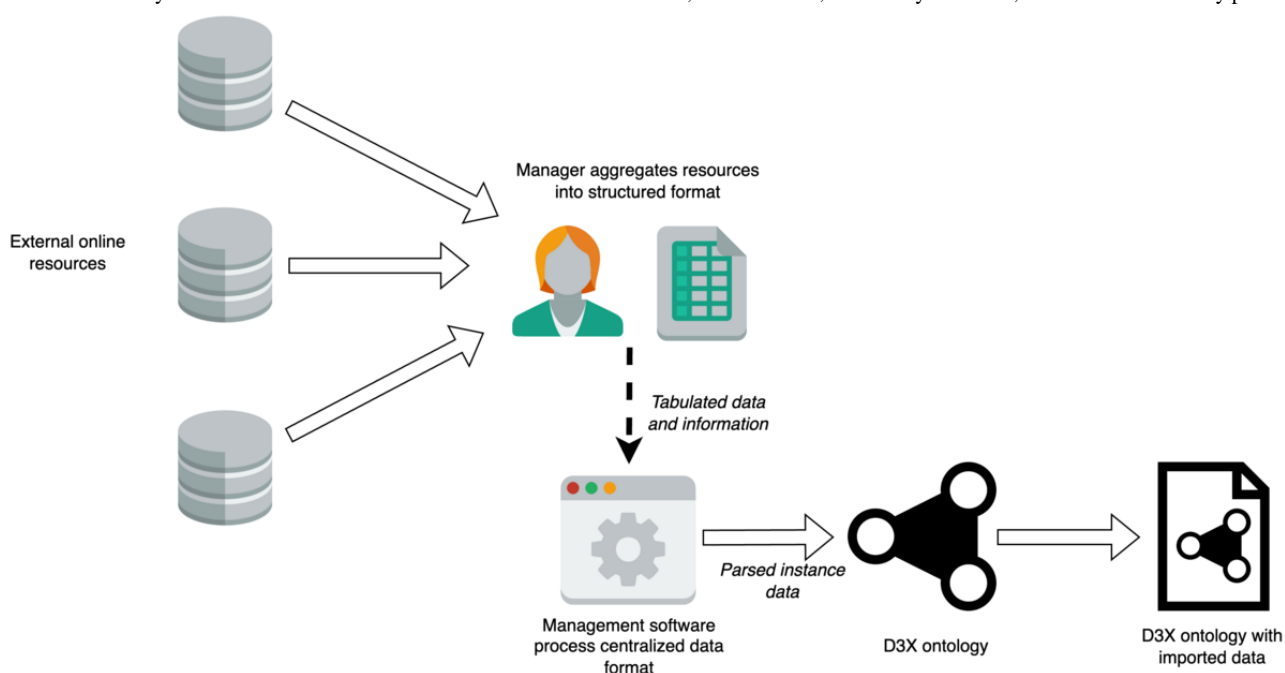 Manager aggregates resources
into structured format
External online
resources
Tabulated data
and information
Parsed instance
data
Management software
process centralized data
format
D3X ontology
D3X ontology with
imported data